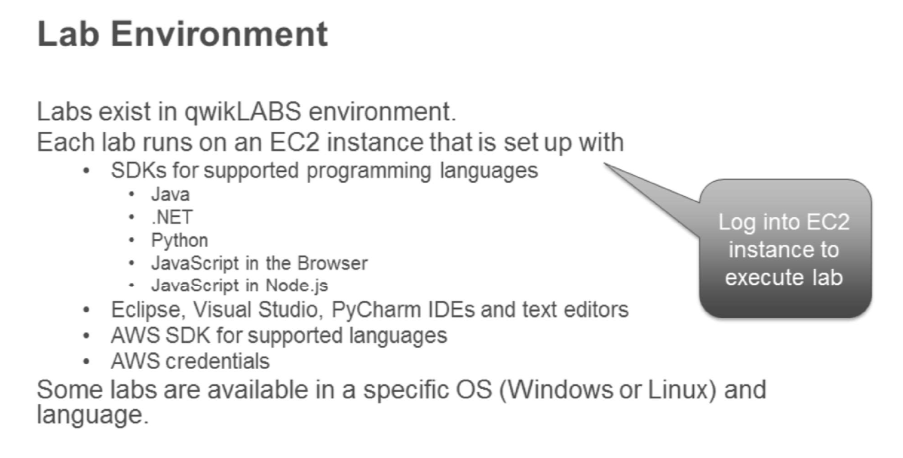 Lab Environment
Labs exist in qwikLABS environment.
Each lab runs on an EC2 instance that is set up with
• SDKs for supported programming languages
• Java
• .NET
• Python
• JavaScript in the Browser
• JavaScript in Node.js
• Eclipse, Visual Studio, PyCharm IDEs and text editors
• AWS SDK for supported languages
• AWS credentials
Some labs are available in a specific OS (Windows or Linux) and
language.
Log into EC2
instance to
execute lab